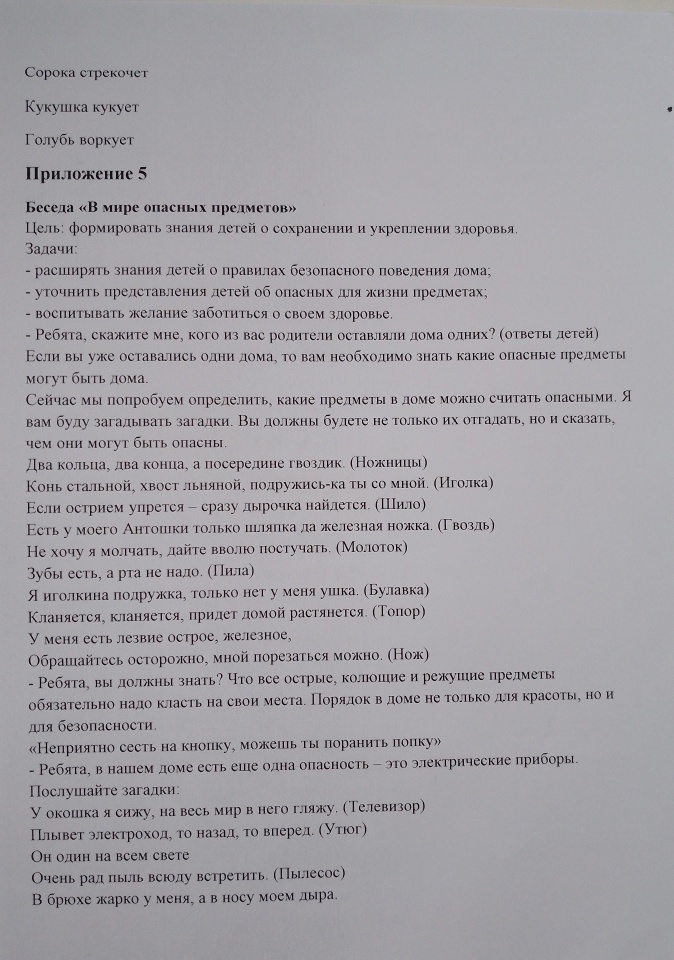 Сорока стрекочет
Кукушка кукует
Голубь воркует
Приложение 5
Беседа «В мире опасных предметов»
Цель: формировать знания детей о сохранении и укреплении здоровья.
Задачи:
- расширять знания детей о правилах безопасного поведения дома;
- уточнить представления детей об опасных для жизни предметах;
- воспитывать желание заботиться о своем здоровье.
- Ребята, скажите мне, кого из вас родители оставляли дома одних? (ответы детей)
Если вы уже оставались одни дома, то вам необходимо знать какие опасные предметы
могут быть дома.
Сейчас мы попробуем определить, какие предметы в доме можно считать опасными. Я
вам буду загадывать загадки. Вы должны будете не только их отгадать, но и сказать,
чем они могут быть опасны.
Два кольца, два конца, а посередине гвоздик. (Ножницы)
Конь стальной, хвост льняной, подружись-ка ты со мной. (Иголка)
Если острием упрется – сразу дырочка найдется. (Шило)
Есть у моего Антошки только шляпка да железная ножка. (Гвоздь)
Не хочу я молчать, дайте вволю постучать. (Молоток)
Зубы есть, а рта не надо. (Пила)
Я иголкина подружка, только нет у меня ушка. (Булавка)
Кланяется, кланяется, придет домой растянется. (Топор)
У меня есть лезвие острое, железное,
Обращайтесь осторожно, мной порезаться можно. (Нож)
- Ребята, вы должны знать? Что все острые, колющие и режущие предметы
обязательно надо класть на свои места. Порядок в доме не только для красоты, но и
для безопасности.
«Неприятно сесть на кнопку, можешь ты поранить попку»
- Ребята, в нашем доме есть еще одна опасность – это электрические приборы.
Послушайте загадки:
У окошка я сижу, на весь мир в него гляжу. (Телевизор)
Плывет электроход, то назад, то вперед. (Утюг)
Он один на всем свете
Очень рад пыль всюду встретить. (Пылесос)
В брюхе жарко у меня, а в носу моем дыра.